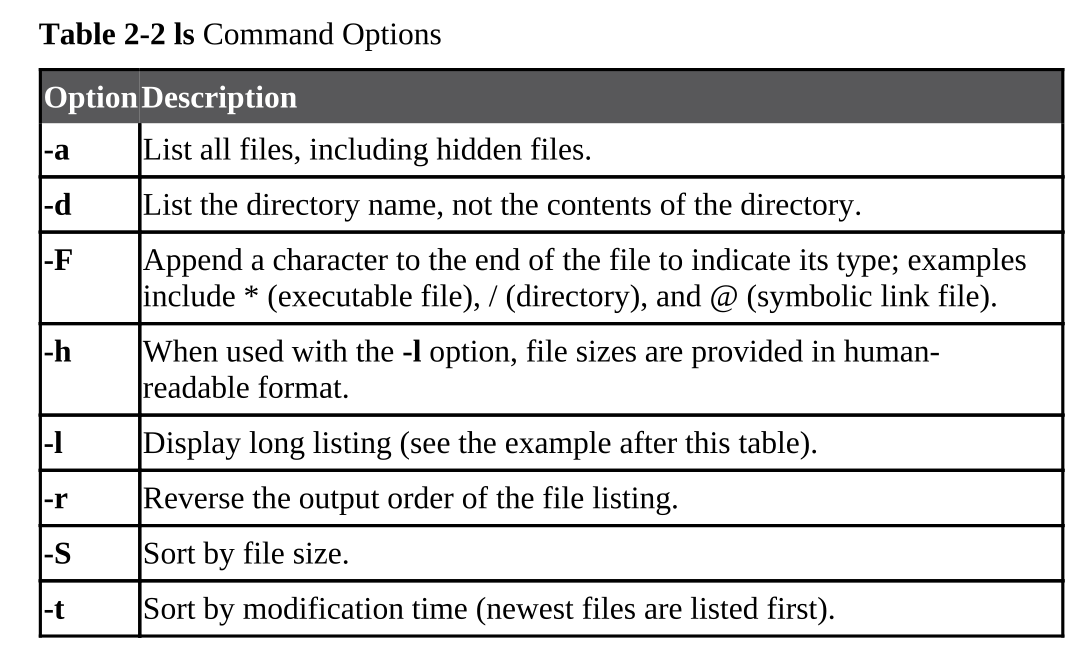 Table 2-2 ls Command Options
Option Description
-a List all files, including hidden files.
-d List the directory name, not the contents of the directory.
-F Append a character to the end of the file to indicate its type; examples
include * (executable file), / (directory), and @ (symbolic link file).
-h When used with the -l option, file sizes are provided in human-
readable format.
-l Display long listing (see the example after this table).
-r Reverse the output order of the file listing.
-S Sort by file size.
-t Sort by modification time (newest files are listed first).